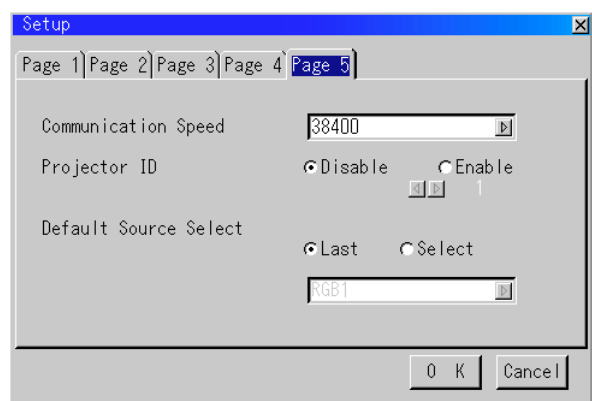 Setup
Page 1 Page 2 Page 3 Page 4 Page 5
Communication Speed 38400
Projector ID Disable Enable
1
Default Source Select
Last Select
RGB1
O K Cancel